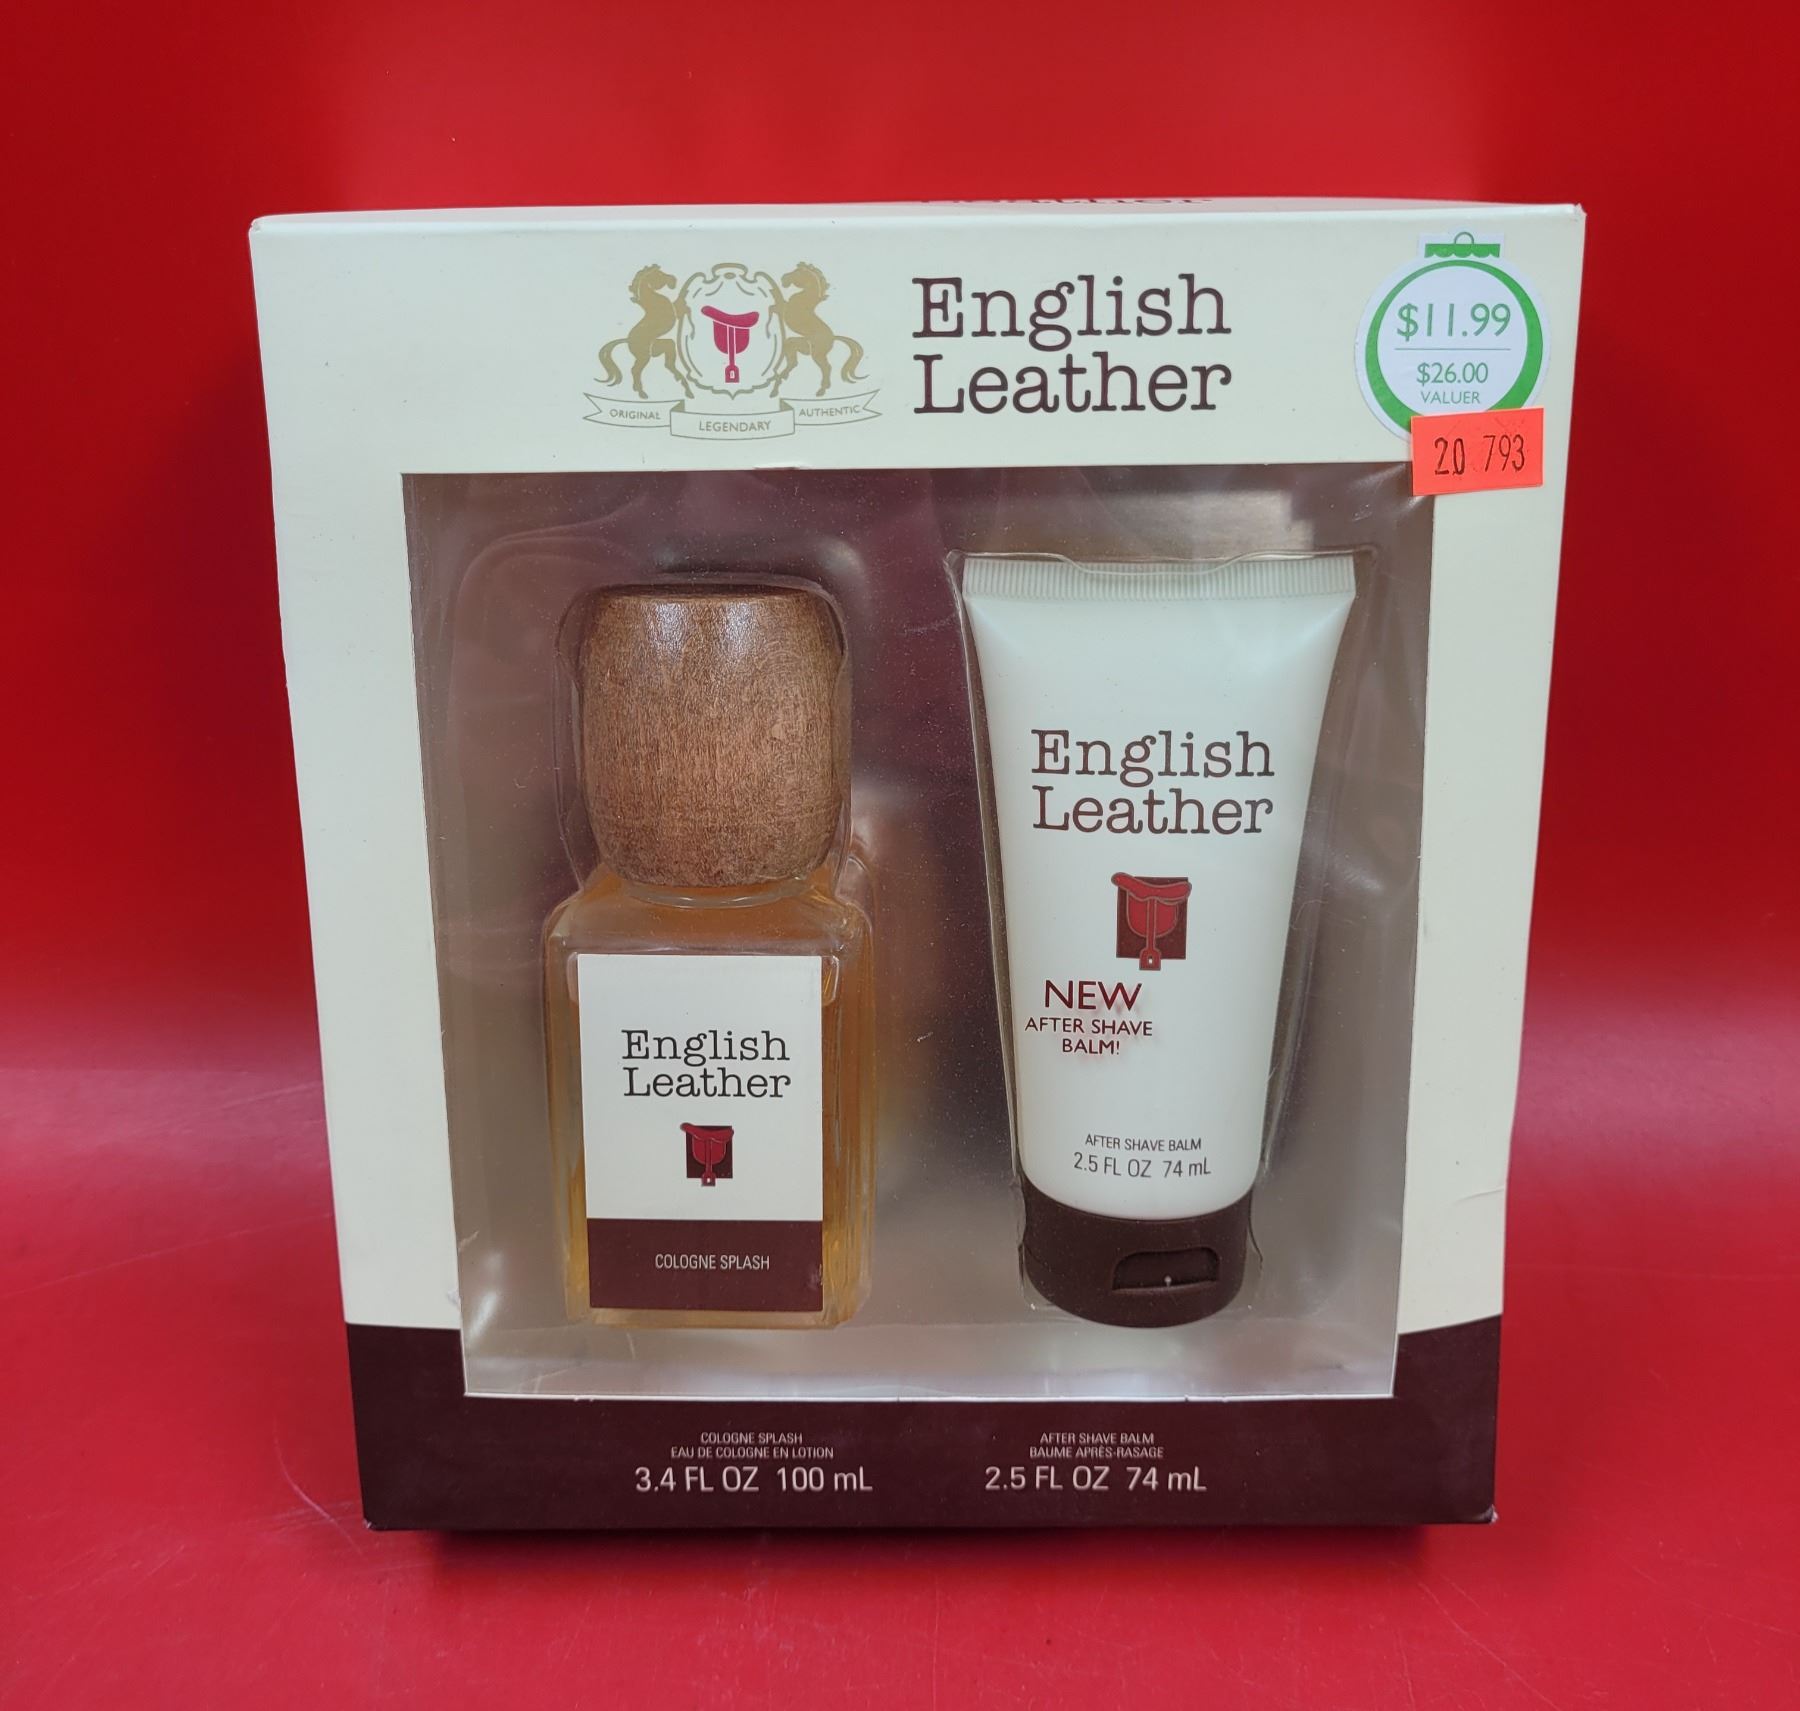 English
Leather
ORIGINAL
LEGENDARY
AUTHENTIC
$11.99
$26.00
VALUER
20 793
English
Leather
COLOGNE SPLASH
English
Leather
NEW
AFTER SHAVE
BALM!
AFTER SHAVE BALM
2.5 FL OZ 74 mL
COLOGNE SPLASH
EAU DE COLOGNE EN LOTION
3.4 FL OZ 100 mL
AFTER SHAVE BALM
BAUME APRÈS-RASAGE
2.5 FL OZ 74 mL